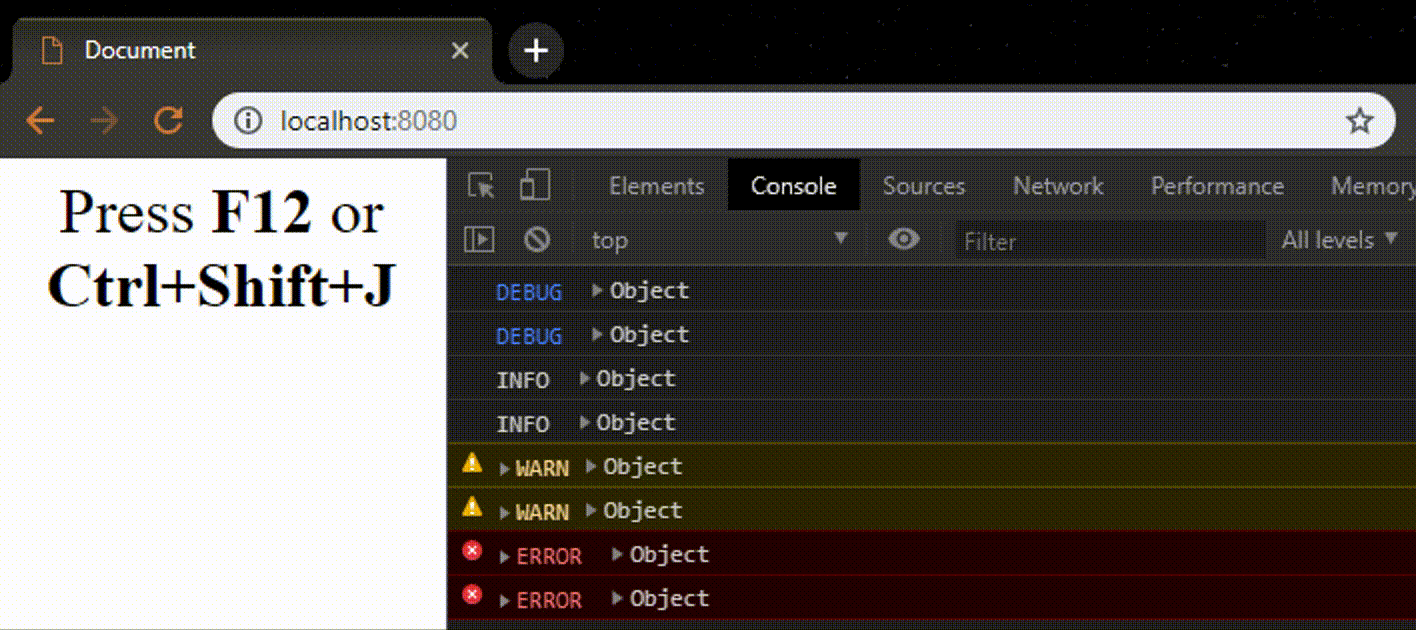 Document
localhost:8080
Press F12 or
Ctrl+Shift+J
Elements Console Sources Network Performance Memory
top Filter All levels
DEBUG Object
DEBUG Object
INFO Object
INFO Object
WARN Object
WARN Object
ERROR Object
ERROR Object